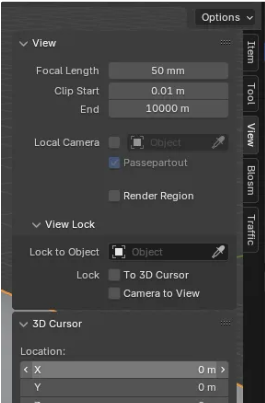 Options
View
Focal Length 50 mm
Clip Start 0.01 m
End 10000 m
Local Camera Object
Passepartout
Render Region
View Lock
Lock to Object Object
Lock To 3D Cursor
Camera to View
3D Cursor
Location:
X 0 m
Y 0 m
Item
Tool
View
Blosm
Traffic